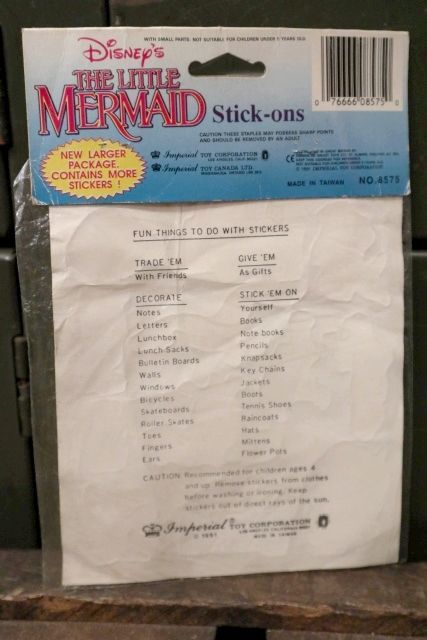 WITH SMALL PARTS: NOT SUITABLE FOR CHILDREN UNDER
DISNEY'S
THE LITTLE
MERMAID
Stick-ons
0 76666 08575 0
CAUTION THESE STAPLES MAY POSSESS SHARP POINTS
AND SHOULD BE REMOVED BY AN ADULT.
NEW LARGER
PACKAGE.
CONTAINS MORE
STICKERS !
Imperial TOY CORPORATION
LOS ANGELES, CALIF.
Imperial TOY CANADA LTD.
CE
MADE IN TAIWAN NO. 8575
FUN THINGS TO DO WITH STICKERS
TRADE 'EM
With Friends
GIVE 'EM
As Gifts
DECORATE
Notes
Letters
Lunchbox
Lunch Sacks
Bulletin Boards
Walls
Windows
Bicycles
Skateboards
Roller Skates
Toes
Fingers
Ears
STICK 'EM ON
Yourself
Books
Note books
Pencils
Knapsacks
Key Chains
Jackets
Boots
Tennis Shoes
Raincoats
Hats
Mittens
Flower Pots
CAUTION: Recommended for children ages 4
and up. Remove stickers from clothes
before washing or ironing. Keep
stickers out of direct rays of the sun.
Imperial TOY CORPORATION
© 1991
LOS ANGELES, CALIFORNIA
MADE IN TAIWAN